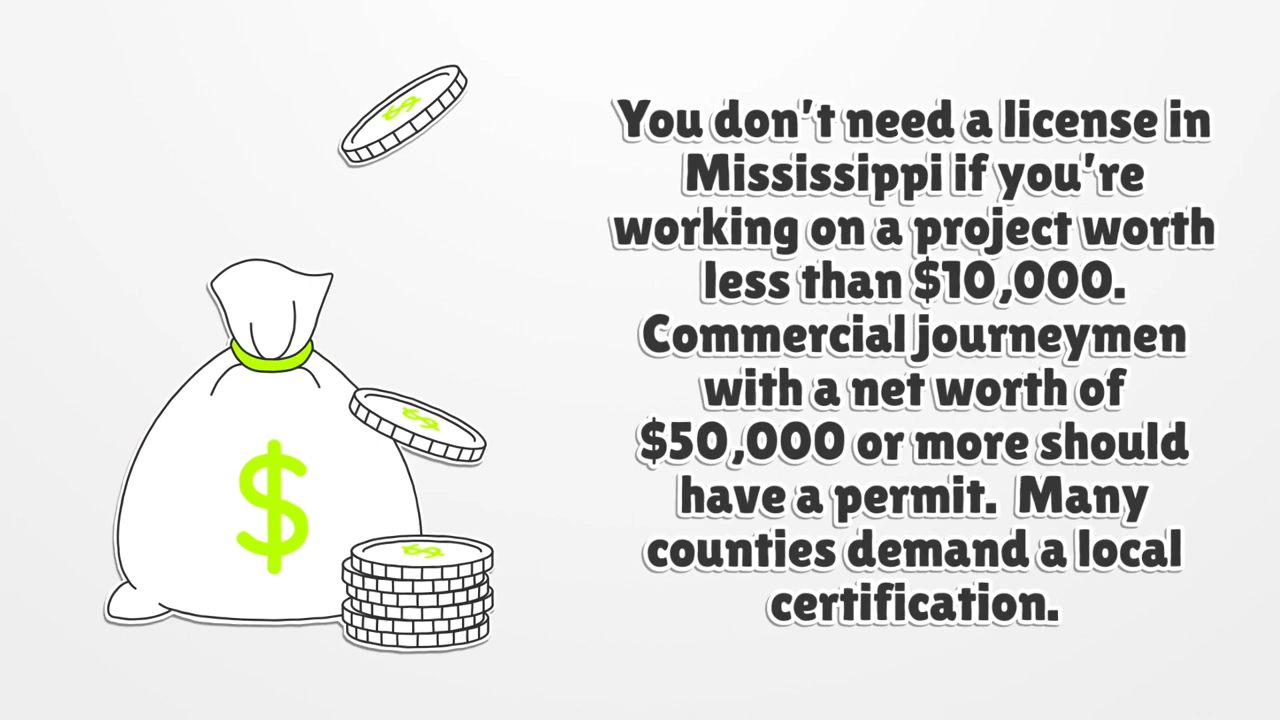 You don't need a license in
Mississippi if you're
working on a project worth
less than $10,000.
Commercial journeymen
with a net worth of
$50,000 or more should
have a permit.  Many
counties demand a local
certification.
$
$
$
$